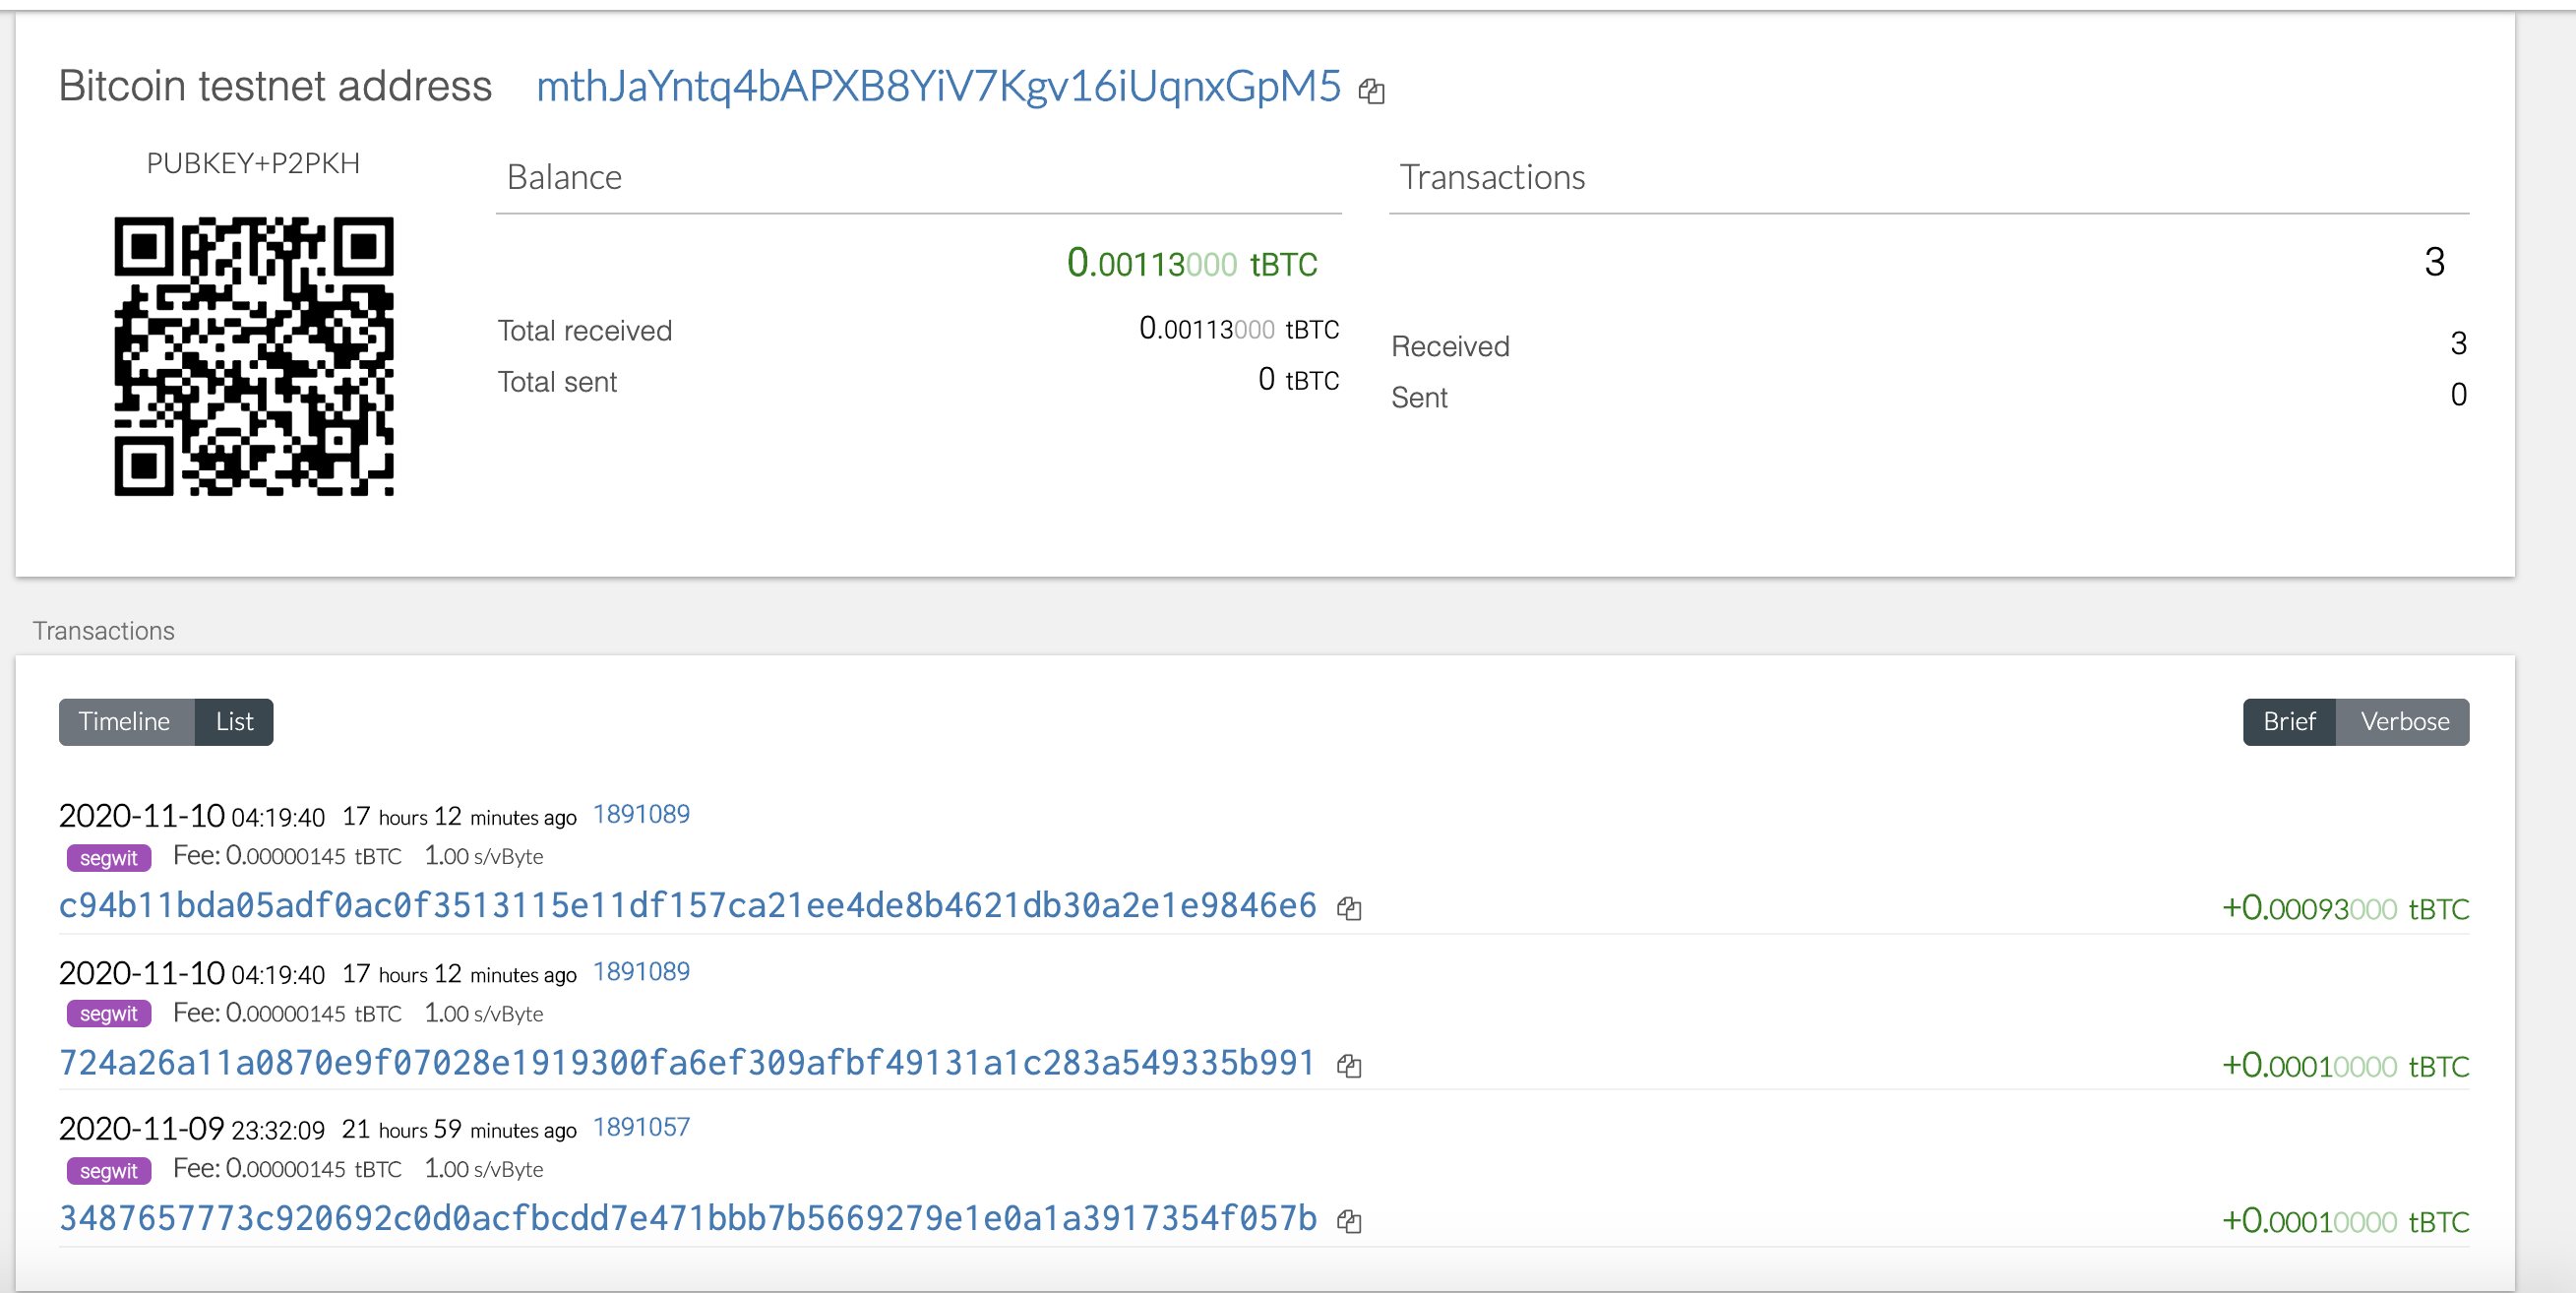 Bitcoin testnet address mthJaYntq4bAPXB8YiV7Kgv16iUqnxGpM5
PUBKEY+P2PKH
Balance
0.00113000 tBTC
Total received 0.00113000 tBTC
Total sent 0 tBTC
Transactions
3
Received 3
Sent 0
Transactions
Timeline List Brief Verbose
2020-11-10 04:19:40 17 hours 12 minutes ago 1891089
segwit Fee: 0.00000145 tBTC 1.00 s/vByte
c94b11bda05adf0ac0f3513115e11df157ca21ee4de8b4621db30a2e1e9846e6 +0.00093000 tBTC
2020-11-10 04:19:40 17 hours 12 minutes ago 1891089
segwit Fee: 0.00000145 tBTC 1.00 s/vByte
724a26a11a0870e9f07028e1919300fa6ef309afbf49131a1c283a549335b991 +0.00010000 tBTC
2020-11-09 23:32:09 21 hours 59 minutes ago 1891057
segwit Fee: 0.00000145 tBTC 1.00 s/vByte
3487657773c920692c0d0acfbcdd7e471bbb7b5669279e1e0a1a3917354f057b +0.00010000 tBTC